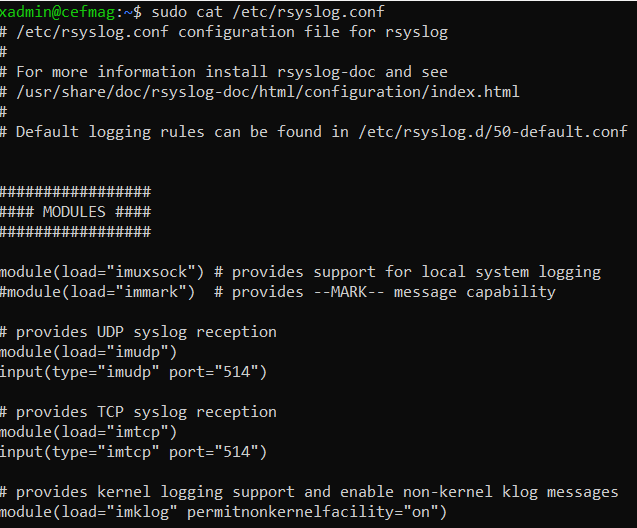 xadmin@cefmag:~$ sudo cat /etc/rsyslog.conf
# /etc/rsyslog.conf configuration file for rsyslog
#
# For more information install rsyslog-doc and see
# /usr/share/doc/rsyslog-doc/html/configuration/index.html
#
# Default logging rules can be found in /etc/rsyslog.d/50-default.conf
#################
#### MODULES ####
#################
module(load="imuxsock") # provides support for local system logging
#module(load="immark")  # provides --MARK-- message capability
# provides UDP syslog reception
module(load="imudp")
input(type="imudp" port="514")
# provides TCP syslog reception
module(load="imtcp")
input(type="imtcp" port="514")
# provides kernel logging support and enable non-kernel klog messages
module(load="imklog" permitnonkernelfacility="on")